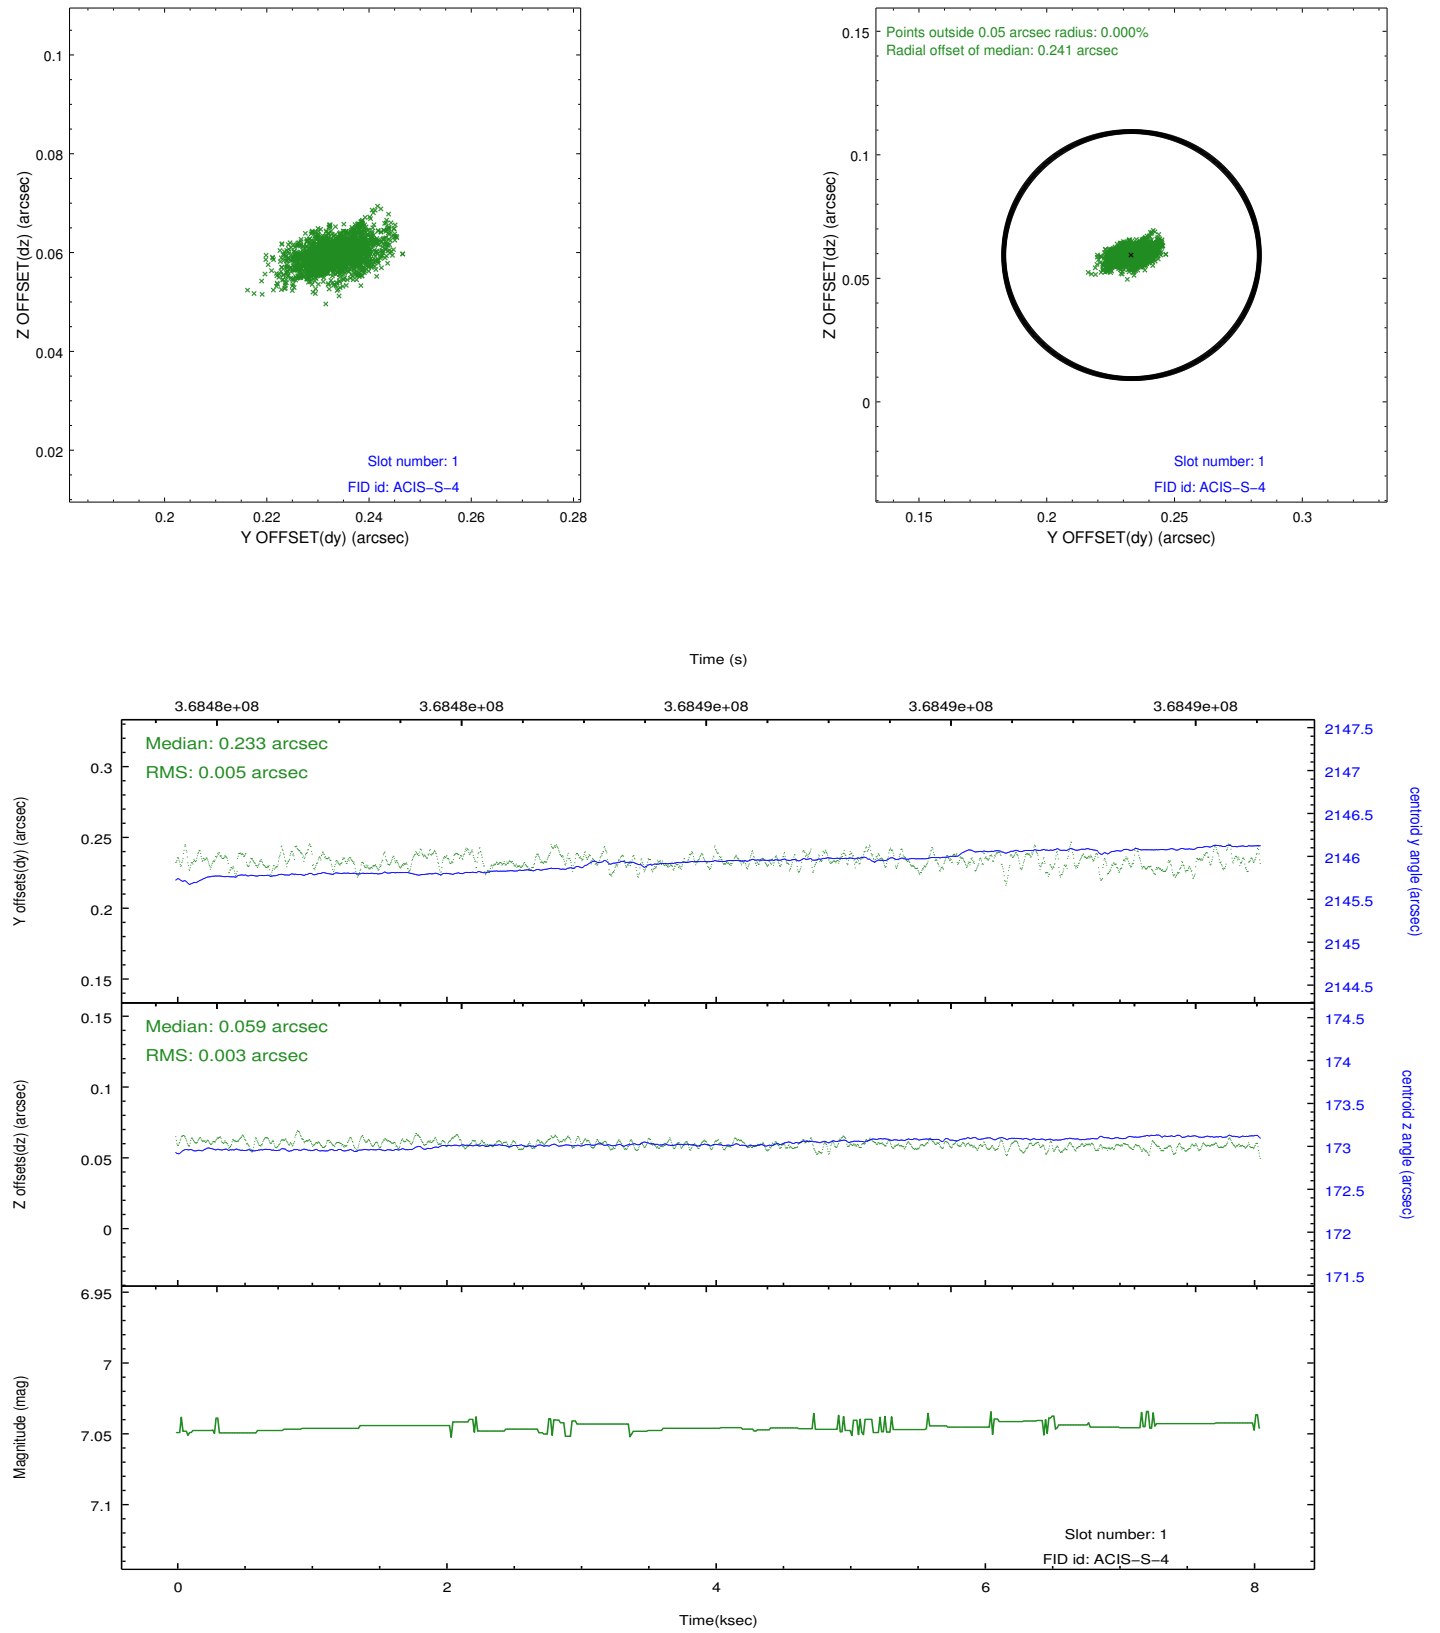 0.1
0.08
0.06
0.04
0.02
Z OFFSET(dz) (arcsec)
0.2 0.22 0.24 0.26 0.28
Y OFFSET(dy) (arcsec)
Slot number: 1
FID id: ACIS-S-4
Points outside 0.05 arcsec radius: 0.000%
Radial offset of median: 0.241 arcsec
0.15
0.1
0.05
0
Z OFFSET(dz) (arcsec)
0.15 0.2 0.25 0.3
Y OFFSET(dy) (arcsec)
Slot number: 1
FID id: ACIS-S-4
Time (s)
3.6848e+08 3.6848e+08 3.6849e+08 3.6849e+08 3.6849e+08
Median: 0.233 arcsec
RMS: 0.005 arcsec
0.3
0.25
0.2
0.15
Y offsets(dy) (arcsec)
2147.5
2147
2146.5
2146
2145.5
2145
2144.5
centroid y angle (arcsec)
Median: 0.059 arcsec
RMS: 0.003 arcsec
0.15
0.1
0.05
0
Z offsets(dz) (arcsec)
174.5
174
173.5
173
172.5
172
171.5
centroid z angle (arcsec)
6.95
7
7.05
7.1
Magnitude (mag)
Slot number: 1
FID id: ACIS-S-4
0 2 4 6 8
Time(ksec)